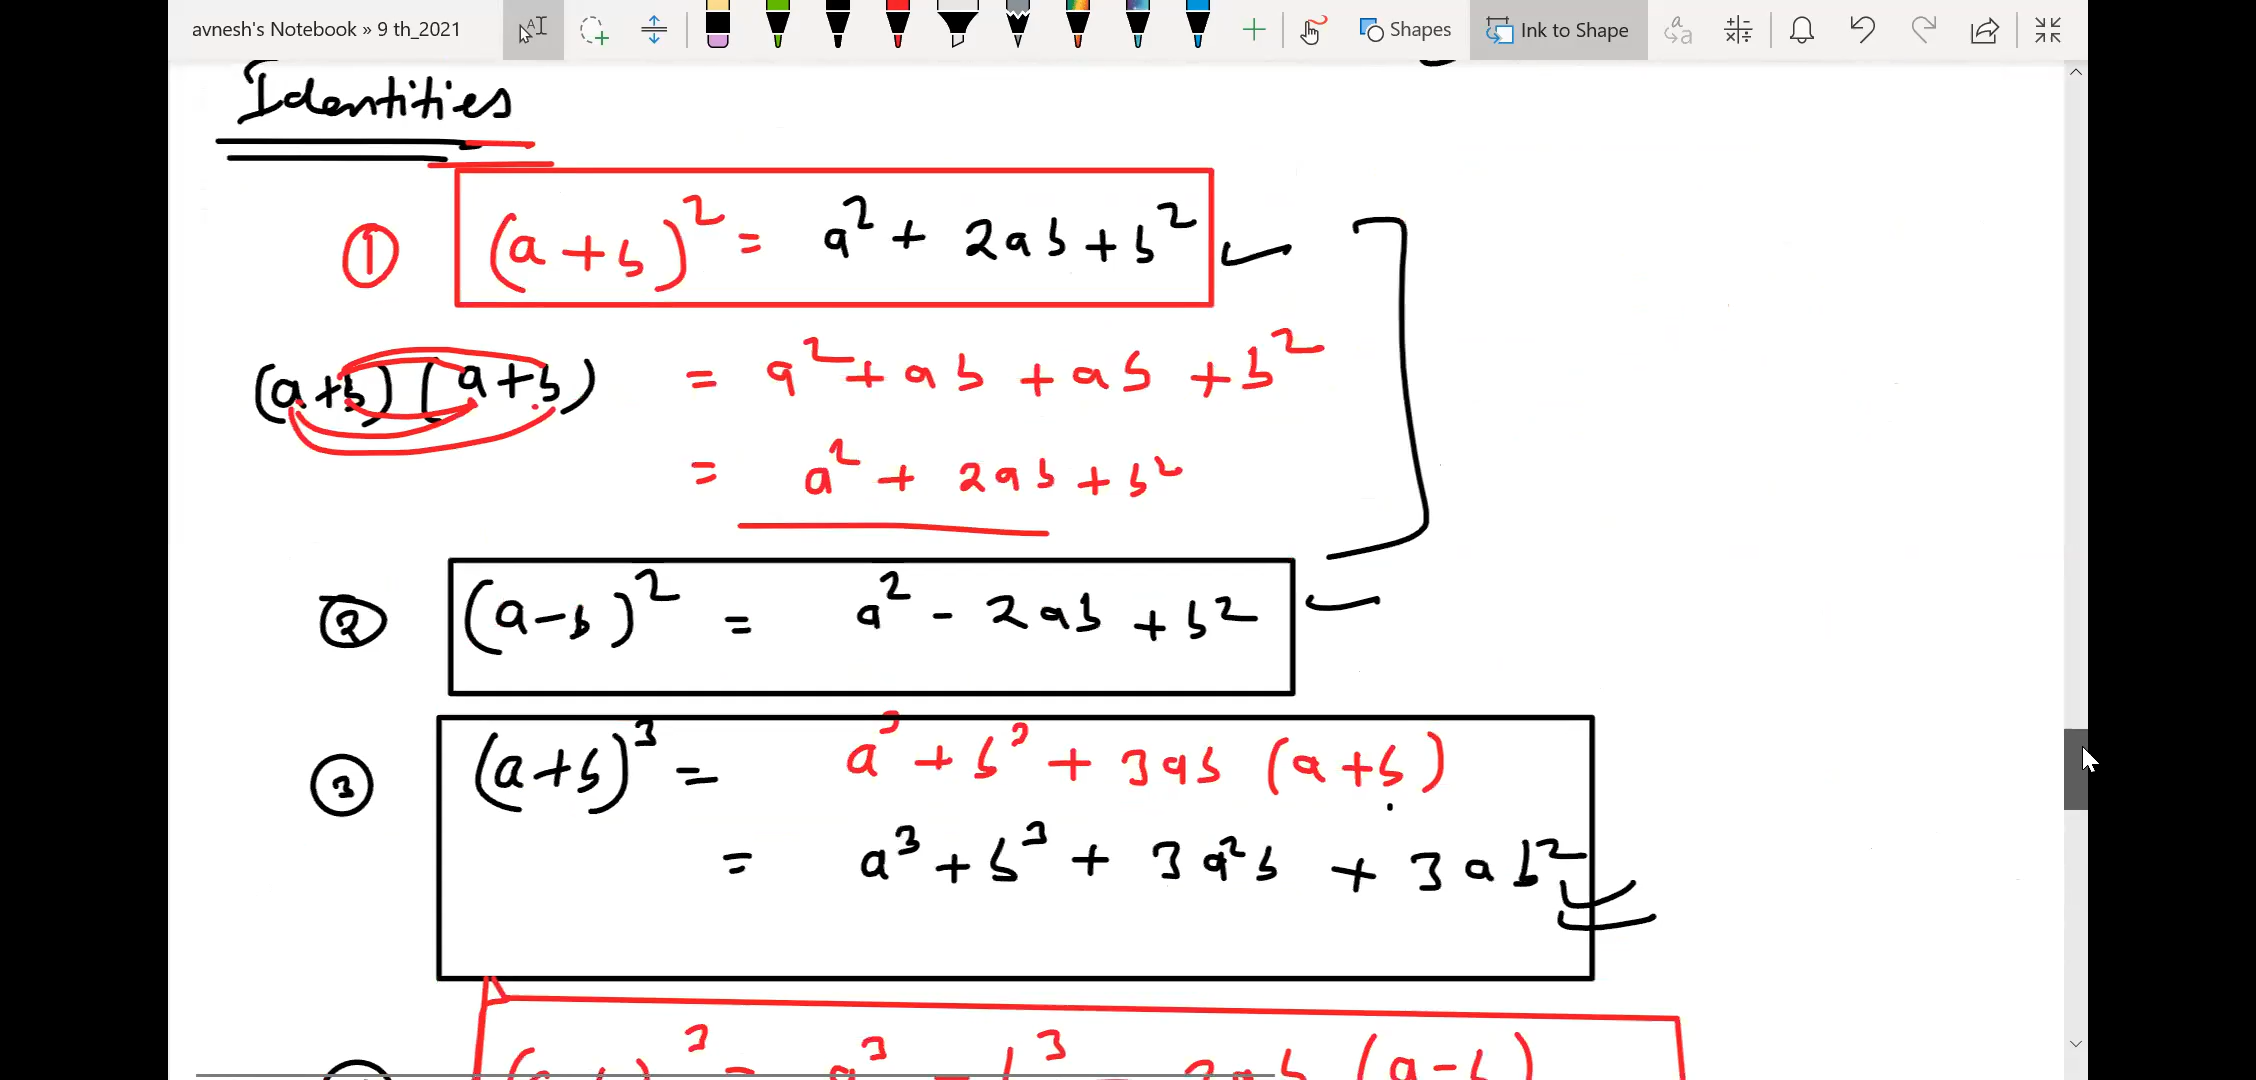 avnesh's Notebook » 9 th_2021
Shapes
Ink to Shape
Identities
① (a+b)² = a² + 2ab + b²
(a+b)(a+b) = a² + ab + ab + b²
= a² + 2ab + b²
② (a-b)² = a² - 2ab + b²
③ (a+b)³ = a³ + b³ + 3ab (a+b)
= a³ + b³ + 3a²b + 3ab²